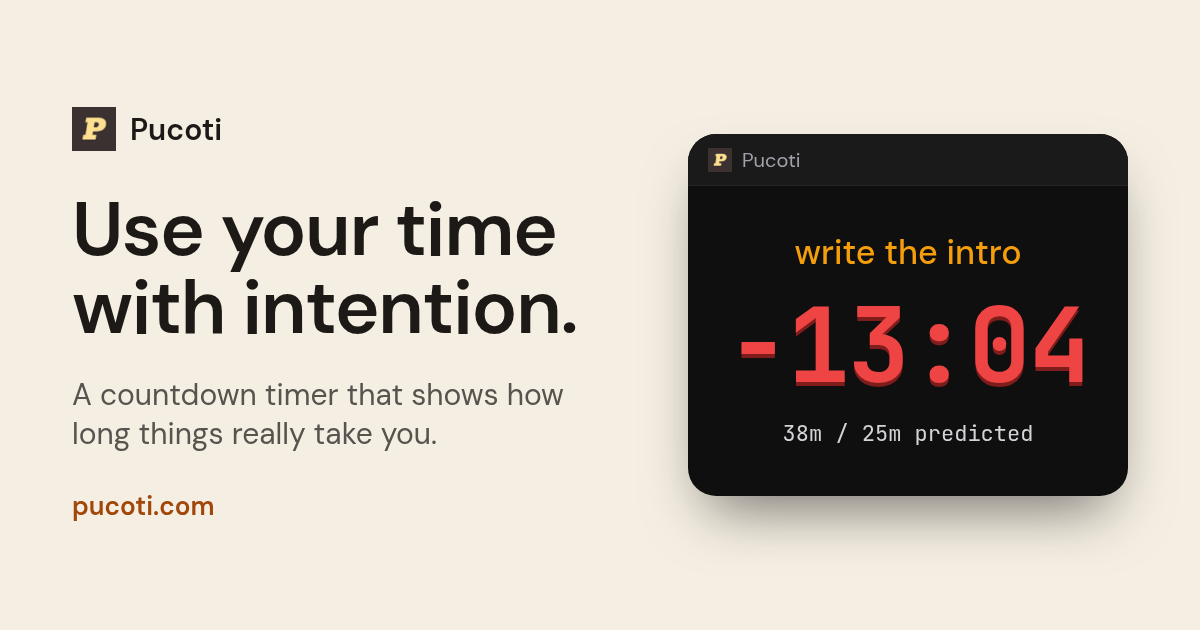 P Pucoti
Use your time
with intention.
A countdown timer that shows how
long things really take you.
pucoti.com
P Pucoti
write the intro
-13:04
38m / 25m predicted